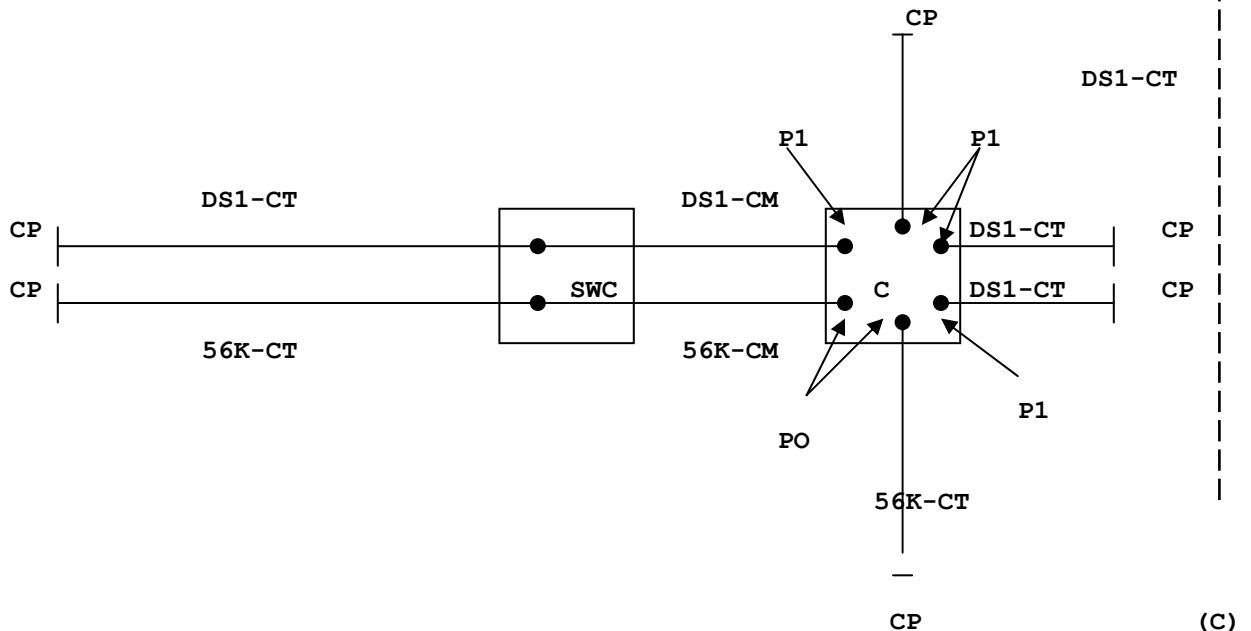 CP
DS1-CT
P1 P1
DS1-CT DS1-CM
CP DS1-CT CP
CP SWC C DS1-CT CP
56K-CT 56K-CM
P1
PO
56K-CT
CP (C)